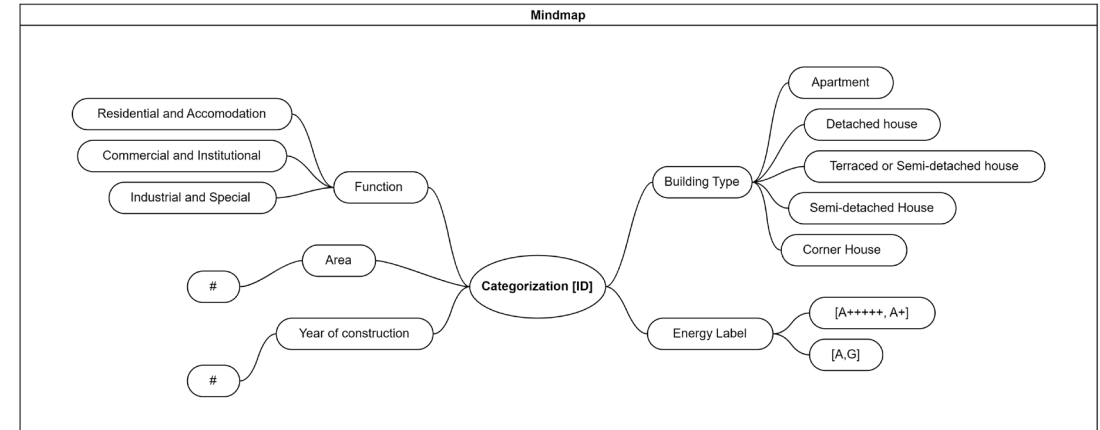 Mindmap
Residential and Accomodation
Commercial and Institutional
Industrial and Special
Function
Area
#
Year of construction
#
Categorization [ID]
Building Type
Apartment
Detached house
Terraced or Semi-detached house
Semi-detached House
Corner House
Energy Label
[A+++++, A+]
[A,G]